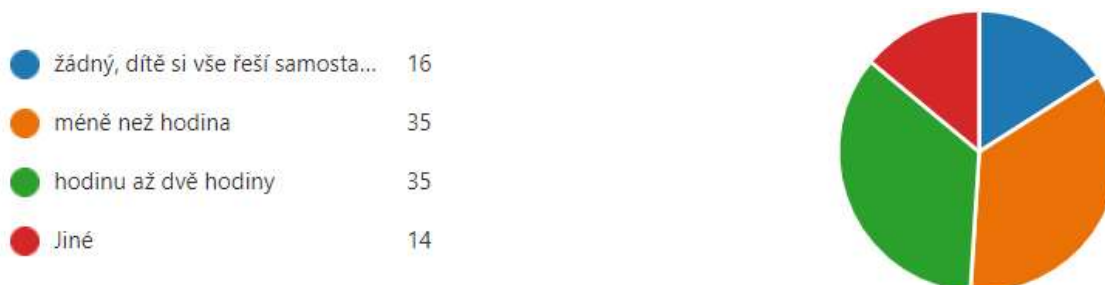 žádný, dítě si vše řeší samosta... 16
méně než hodina 35
hodinu až dvě hodiny 35
Jiné 14